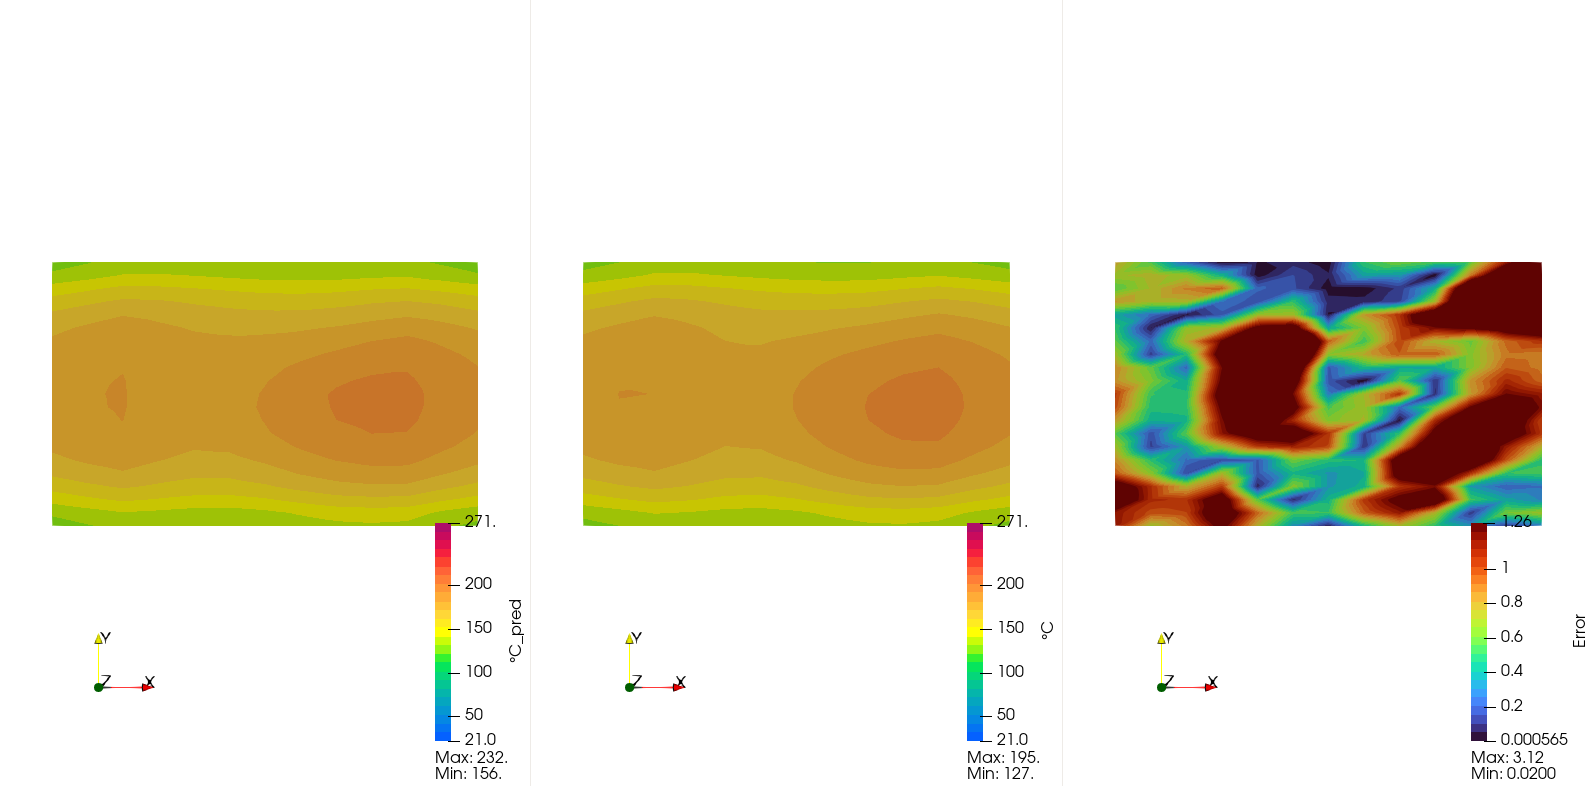 271.
200
150
100
50
21.0
°C_pred
Max: 232.
Min: 156.
Y
Z
X
271.
200
150
100
50
21.0
°C
Max: 195.
Min: 127.
Y
Z
X
1.26
1
0.8
0.6
0.4
0.2
0.000565
Error
Max: 3.12
Min: 0.0200
Y
Z
X